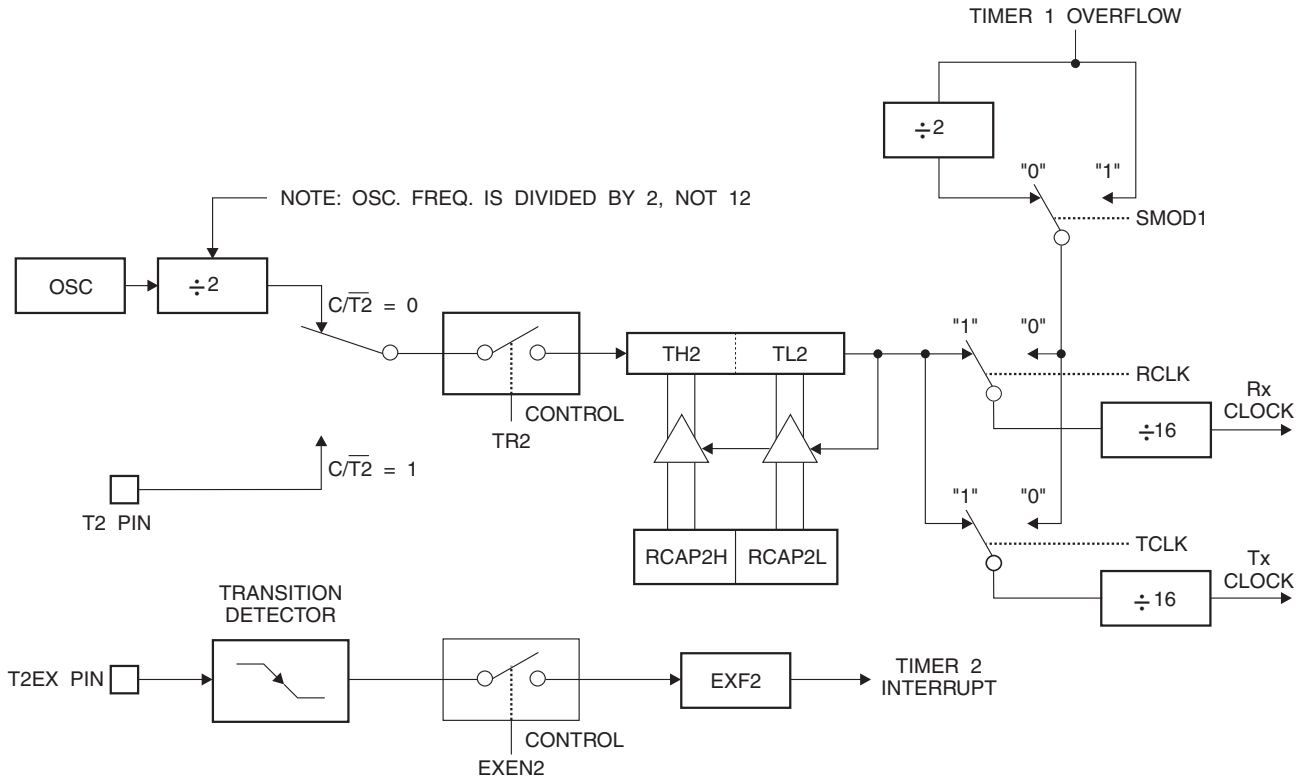 TIMER 1 OVERFLOW
÷2
"0" "1"
NOTE: OSC. FREQ. IS DIVIDED BY 2, NOT 12
SMOD1
OSC
÷2
C/T̅2̅ = 0
"1" "0"
TH2 TL2
RCLK
Rx
CLOCK
CONTROL
TR2
÷16
C/T̅2̅ = 1
T2 PIN
"1" "0"
RCAP2H RCAP2L
TCLK
Tx
CLOCK
÷16
TRANSITION
DETECTOR
T2EX PIN
EXF2
TIMER 2
INTERRUPT
CONTROL
EXEN2